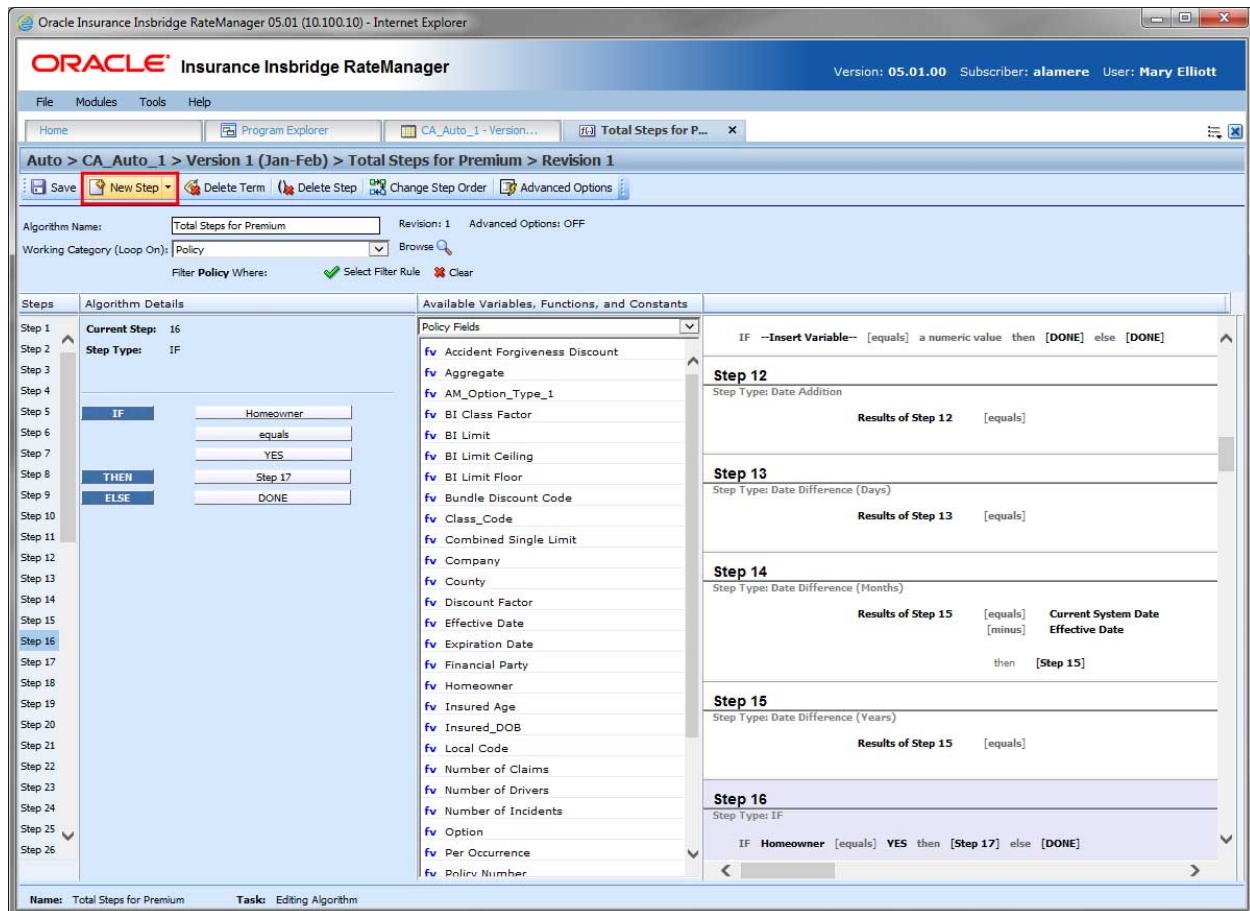 Oracle Insurance Insbridge RateManager 05.01 (10.100.10) - Internet Explorer
ORACLE Insurance Insbridge RateManager
Version: 05.01.00 Subscriber: alamere User: Mary Elliott
File Modules Tools Help
Home Program Explorer CA_Auto_1 - Version... Total Steps for P... X
Auto > CA_Auto_1 > Version 1 (Jan-Feb) > Total Steps for Premium > Revision 1
Save New Step Delete Term Delete Step Change Step Order Advanced Options
Algorithm Name: Total Steps for Premium Revision: 1 Advanced Options: OFF
Working Category (Loop On): Policy Browse
Filter Policy Where: Select Filter Rule Clear
Steps
Step 1
Step 2
Step 3
Step 4
Step 5
Step 6
Step 7
Step 8
Step 9
Step 10
Step 11
Step 12
Step 13
Step 14
Step 15
Step 16
Step 17
Step 18
Step 19
Step 20
Step 21
Step 22
Step 23
Step 24
Step 25
Step 26
Algorithm Details
Current Step: 16
Step Type: IF
IF Homeowner
equals
YES
THEN Step 17
ELSE DONE
Available Variables, Functions, and Constants
Policy Fields
fv Accident Forgiveness Discount
fv Aggregate
fv AM_Option_Type_1
fv BI Class Factor
fv BI Limit
fv BI Limit Ceiling
fv BI Limit Floor
fv Bundle Discount Code
fv Class_Code
fv Combined Single Limit
fv Company
fv County
fv Discount Factor
fv Effective Date
fv Expiration Date
fv Financial Party
fv Homeowner
fv Insured Age
fv Insured_DOB
fv Local Code
fv Number of Claims
fv Number of Drivers
fv Number of Incidents
fv Option
fv Per Occurrence
fv Policy Number
IF --Insert Variable-- [equals] a numeric value then [DONE] else [DONE]
Step 12
Step Type: Date Addition
Results of Step 12 [equals]
Step 13
Step Type: Date Difference (Days)
Results of Step 13 [equals]
Step 14
Step Type: Date Difference (Months)
Results of Step 15 [equals] Current System Date
[minus] Effective Date
then [Step 15]
Step 15
Step Type: Date Difference (Years)
Results of Step 15 [equals]
Step 16
Step Type: IF
IF Homeowner [equals] YES then [Step 17] else [DONE]
Name: Total Steps for Premium Task: Editing Algorithm